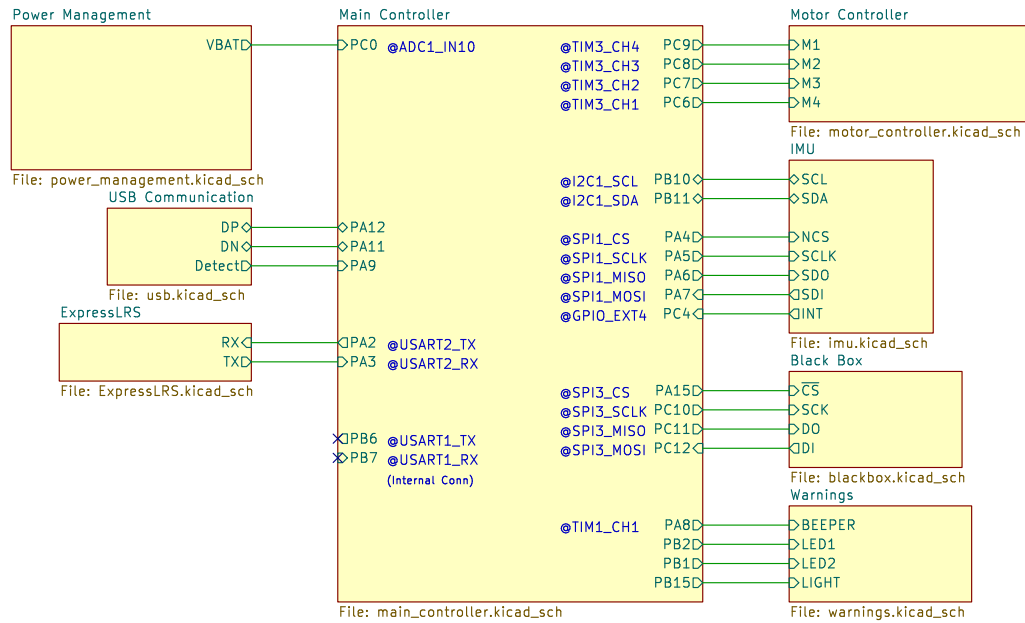 Power Management
VBAT
File: power_management.kicad_sch
USB Communication
DP
DN
Detect
File: usb.kicad_sch
ExpressLRS
RX
TX
File: ExpressLRS.kicad_sch
Main Controller
PC0 @ADC1_IN10
PA12
PA11
PA9
PA2 @USART2_TX
PA3 @USART2_RX
PB6 @USART1_TX
PB7 @USART1_RX
(Internal Conn)
@TIM3_CH4 PC9
@TIM3_CH3 PC8
@TIM3_CH2 PC7
@TIM3_CH1 PC6
@I2C1_SCL PB10
@I2C1_SDA PB11
@SPI1_CS PA4
@SPI1_SCLK PA5
@SPI1_MISO PA6
@SPI1_MOSI PA7
@GPIO_EXT4 PC4
@SPI3_CS PA15
@SPI3_SCLK PC10
@SPI3_MISO PC11
@SPI3_MOSI PC12
@TIM1_CH1 PA8
PB2
PB1
PB15
File: main_controller.kicad_sch
Motor Controller
M1
M2
M3
M4
File: motor_controller.kicad_sch
IMU
SCL
SDA
NCS
SCLK
SDO
SDI
INT
File: imu.kicad_sch
Black Box
CS
SCK
DO
DI
File: blackbox.kicad_sch
Warnings
BEEPER
LED1
LED2
LIGHT
File: warnings.kicad_sch